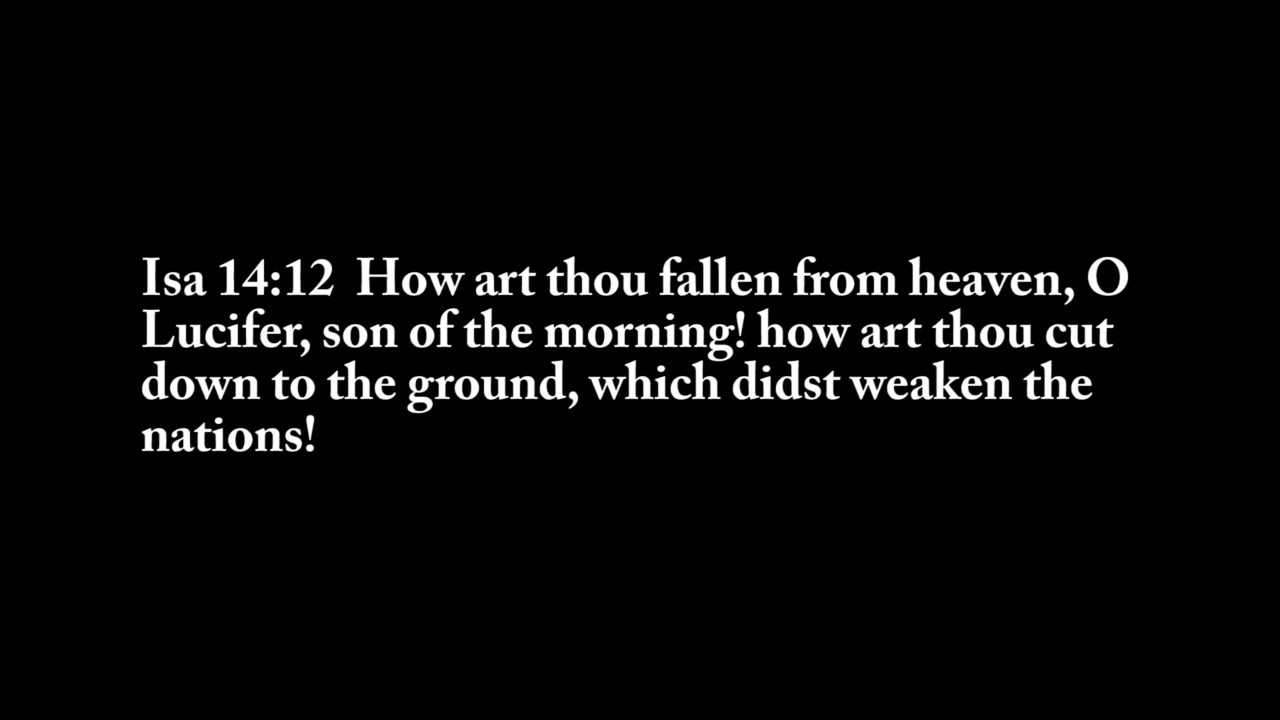 Isa 14:12  How art thou fallen from heaven, O
Lucifer, son of the morning! how art thou cut
down to the ground, which didst weaken the
nations!